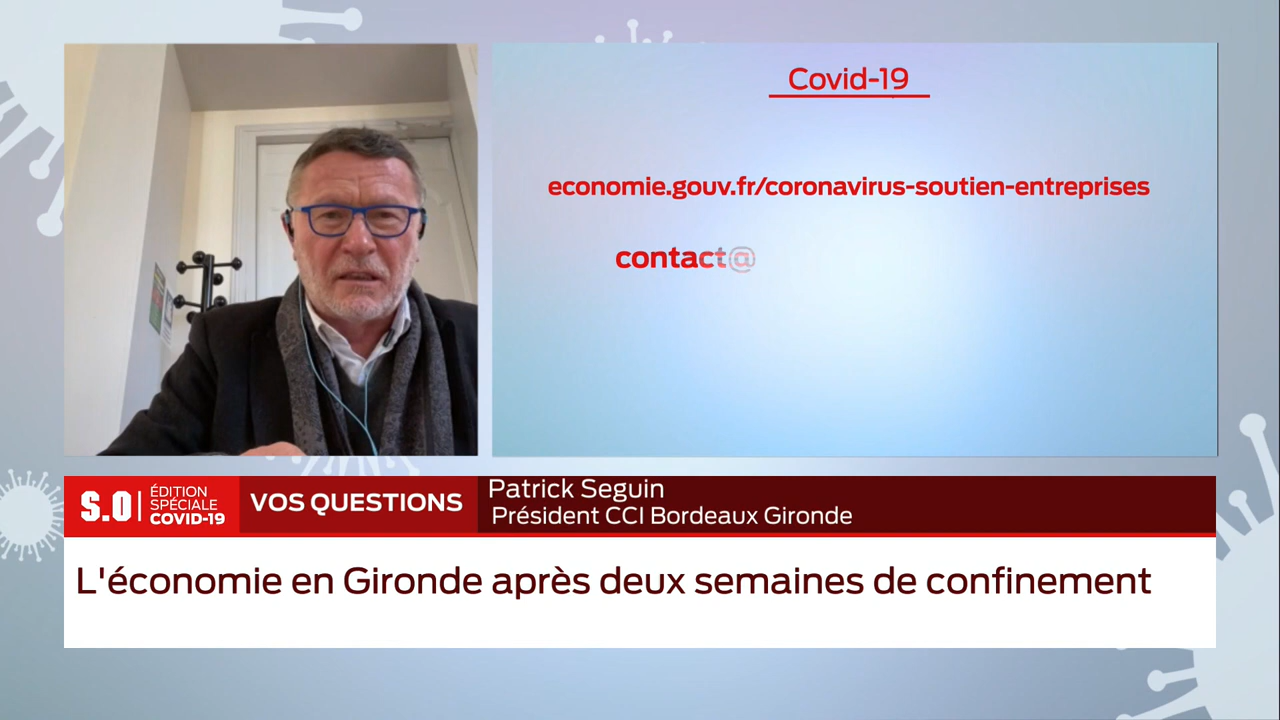 Covid-19
economie.gouv.fr/coronavirus-soutien-entreprises
contact@
S.O
ÉDITION
SPÉCIALE
COVID-19
VOS QUESTIONS
Patrick Seguin
Président CCI Bordeaux Gironde
L'économie en Gironde après deux semaines de confinement